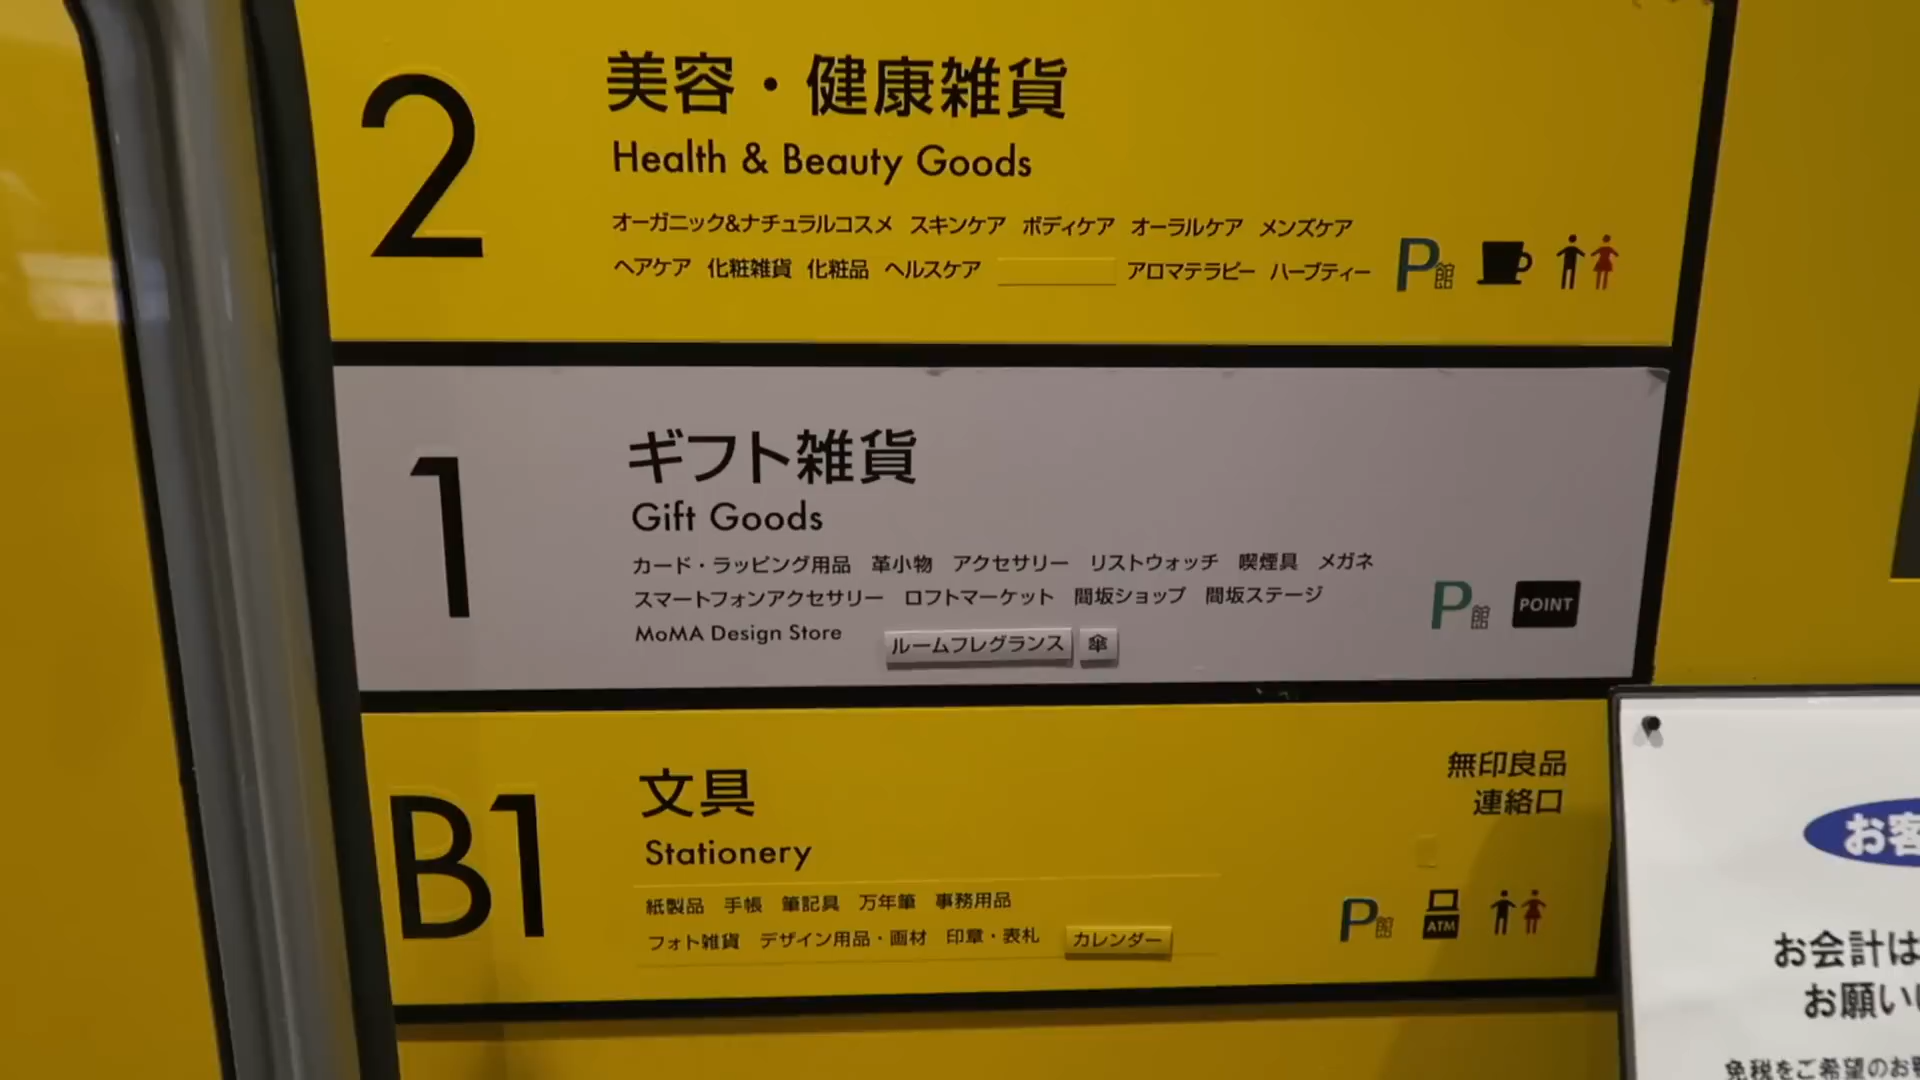 2
美容・健康雑貨
Health & Beauty Goods
オーガニック&ナチュラルコスメ スキンケア ボディケア オーラルケア メンズケア
ヘアケア 化粧雑貨 化粧品 ヘルスケア アロマテラピー ハーブティー
P館
1
ギフト雑貨
Gift Goods
カード・ラッピング用品 革小物 アクセサリー リストウォッチ 喫煙具 メガネ
スマートフォンアクセサリー ロフトマーケット 間坂ショップ 間坂ステージ
MoMA Design Store ルームフレグランス 傘
P館 POINT
B1
文具
Stationery
紙製品 手帳 筆記具 万年筆 事務用品
フォト雑貨 デザイン用品・画材 印章・表札 カレンダー
無印良品
連絡口
P館 ATM
お客
お会計は
お願い
免税をご希望のお